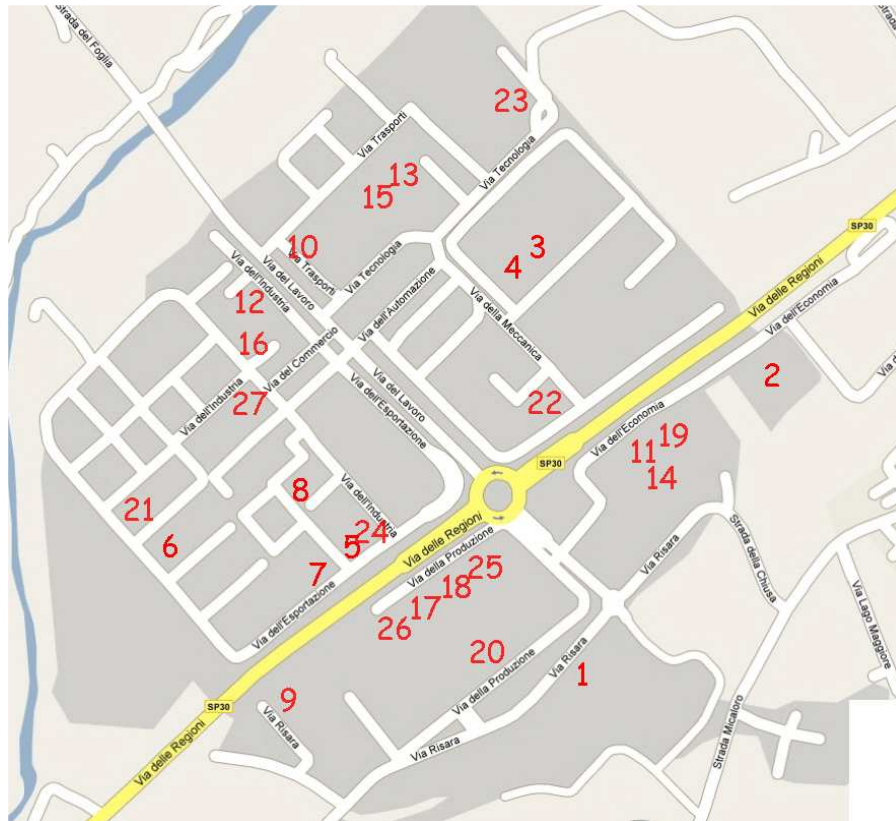 Strada del Foglia
Strada
23
Via Trasporti
Via Tecnologia
13
15
SP30
10
3
4
Via Trasporti
Via Tecnologia
Via del Lavoro
Via dell'Industria
Via dell'Automazione
Via delle Regioni
Via dell'Economia
12
Via della Meccanica
16
Via del Commercio
2
Via dell'Industria
27
Via del Lavoro
Via dell'Esportazione
22
Via dell'Economia
19
11
SP30
14
8
21
Via dell'Industria
24
5
6
Via delle Regioni
Via della Produzione
7
25
18
17
26
Via Risara
Strada della Chiusa
Via Lago Maggiore
Via dell'Esportazione
20
1
Via Risara
9
Via della Produzione
SP30
Via Risara
Via Risara
Strada Micaloro
Via delle Regioni